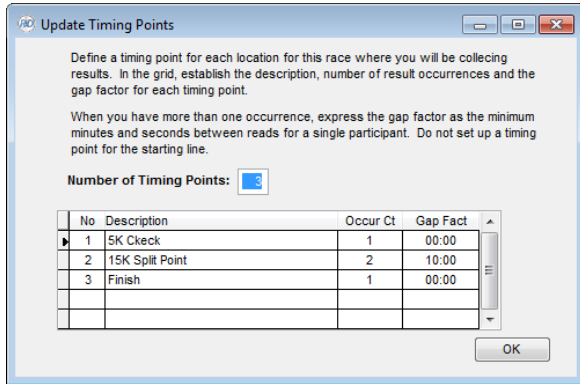 Update Timing Points
Define a timing point for each location for this race where you will be collecing
results. In the grid, establish the description, number of result occurrences and the
gap factor for each timing point.
When you have more than one occurrence, express the gap factor as the minimum
minutes and seconds between reads for a single participant. Do not set up a timing
point for the starting line.
Number of Timing Points: 3
No Description Occur Ct Gap Fact
1 5K Ckeck 1 00:00
2 15K Split Point 2 10:00
3 Finish 1 00:00
OK